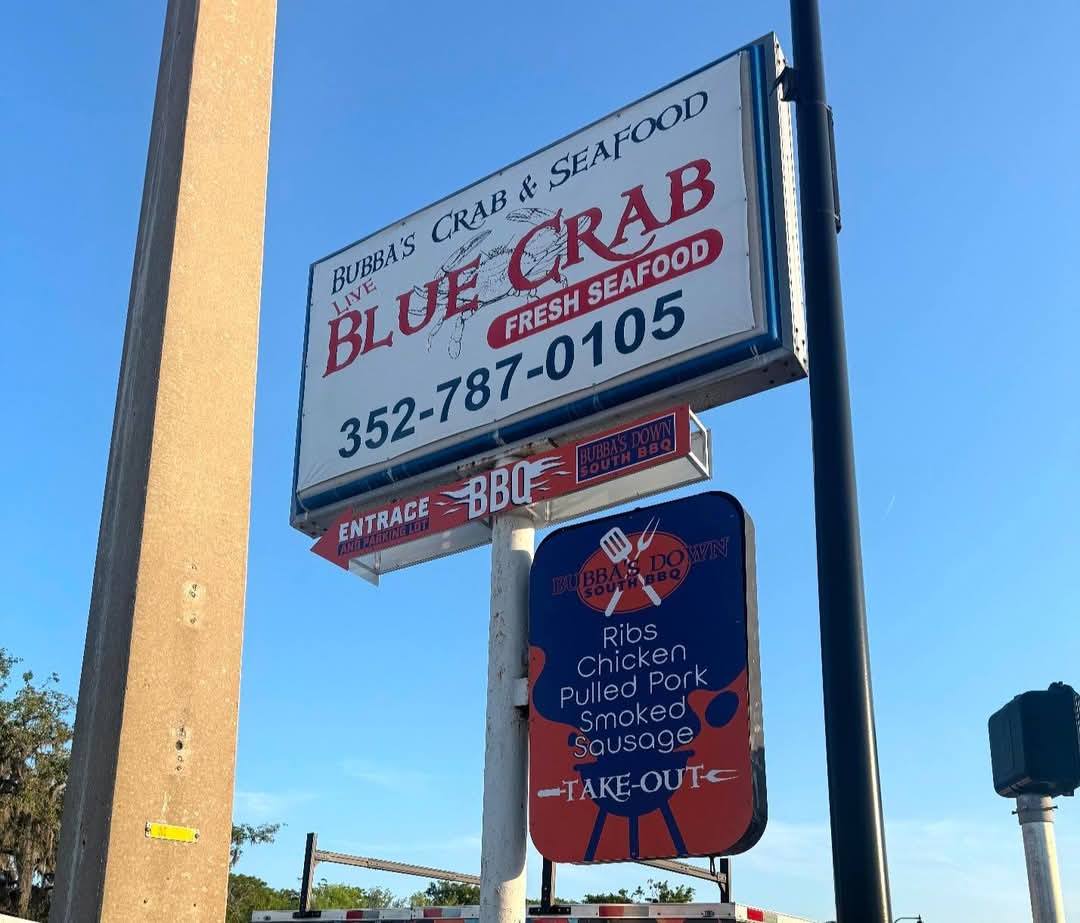 BUBBA'S CRAB & SEAFOOD
LIVE
BLUE CRAB
FRESH SEAFOOD
352-787-0105
ENTRACE
AND PARKING LOT
BBQ
BUBBA'S DOWN
SOUTH BBQ
BUBBA'S DOWN
SOUTH BBQ
Ribs
Chicken
Pulled Pork
Smoked
Sausage
TAKE-OUT